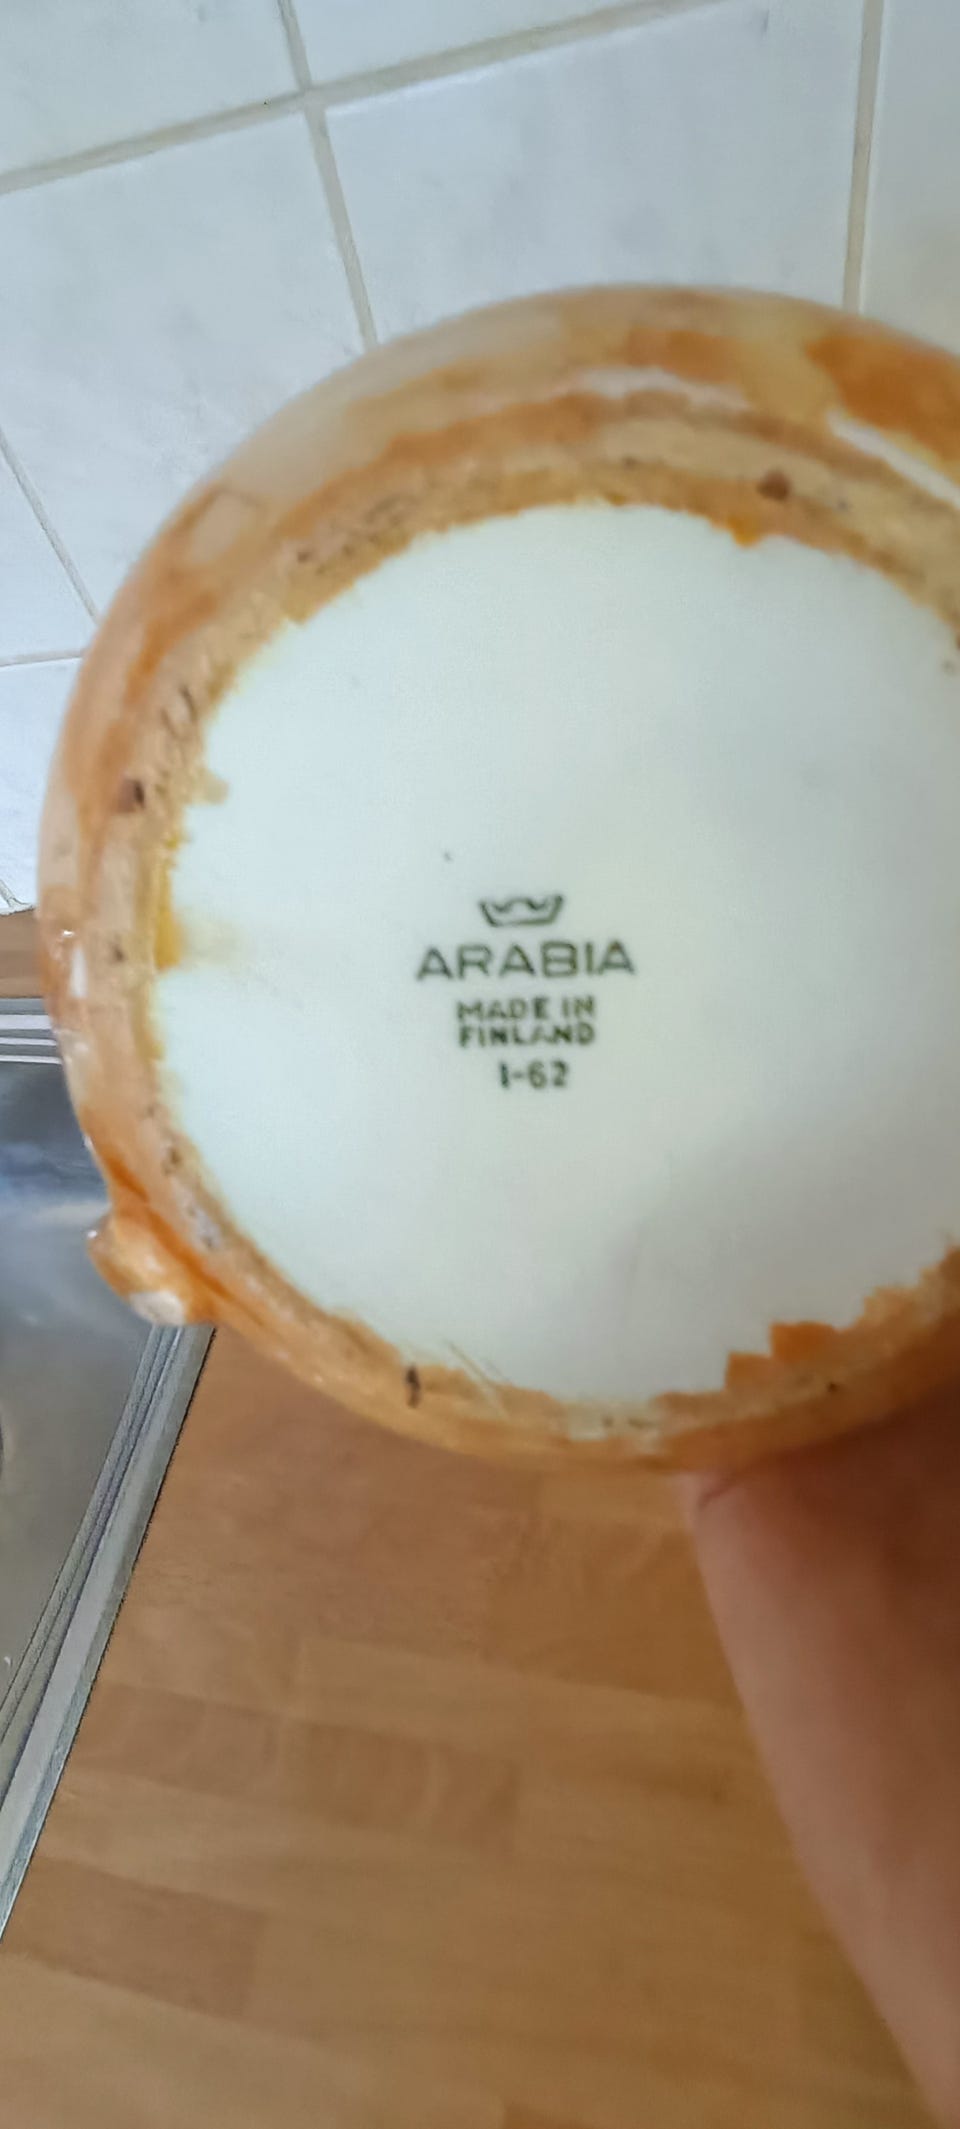 ARABIA
MADE IN
FINLAND
1-62